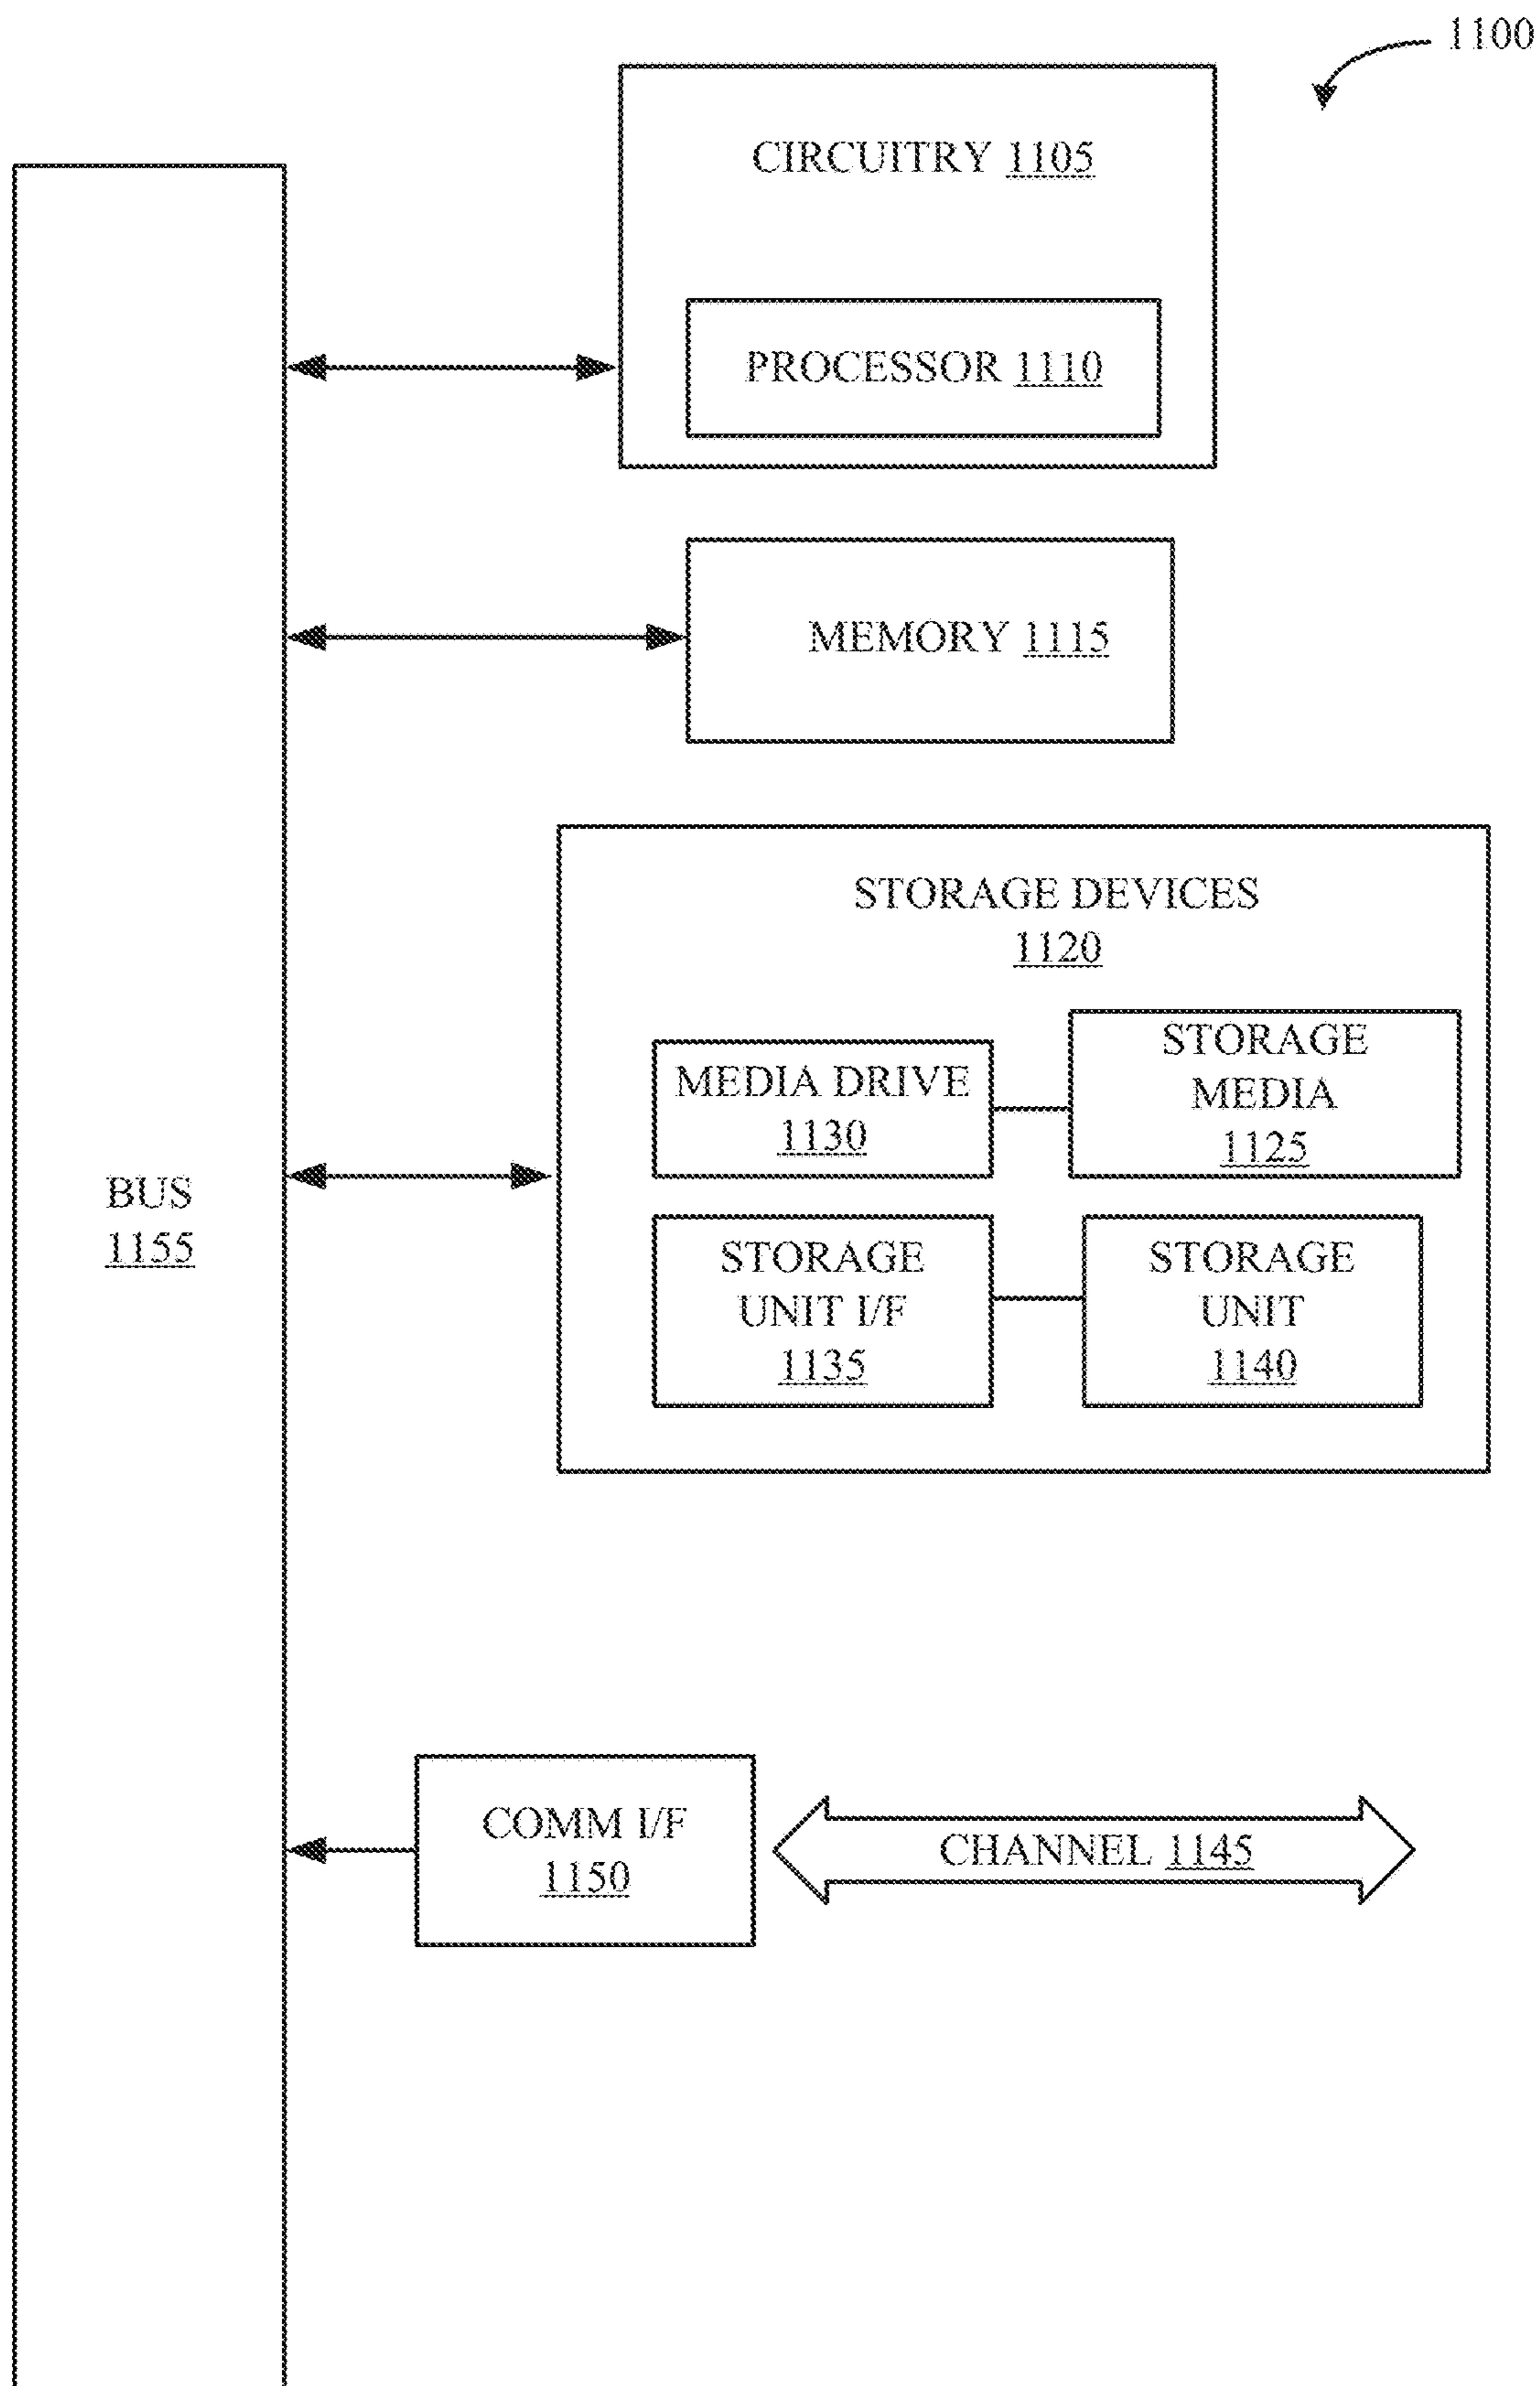 1100
CIRCUITRY 1105
PROCESSOR 1110
MEMORY 1115
STORAGE DEVICES
1120
MEDIA DRIVE
1130
STORAGE
MEDIA
1125
BUS
1155
STORAGE
UNIT I/F
1135
STORAGE
UNIT
1140
COMM I/F
1150
CHANNEL 1145